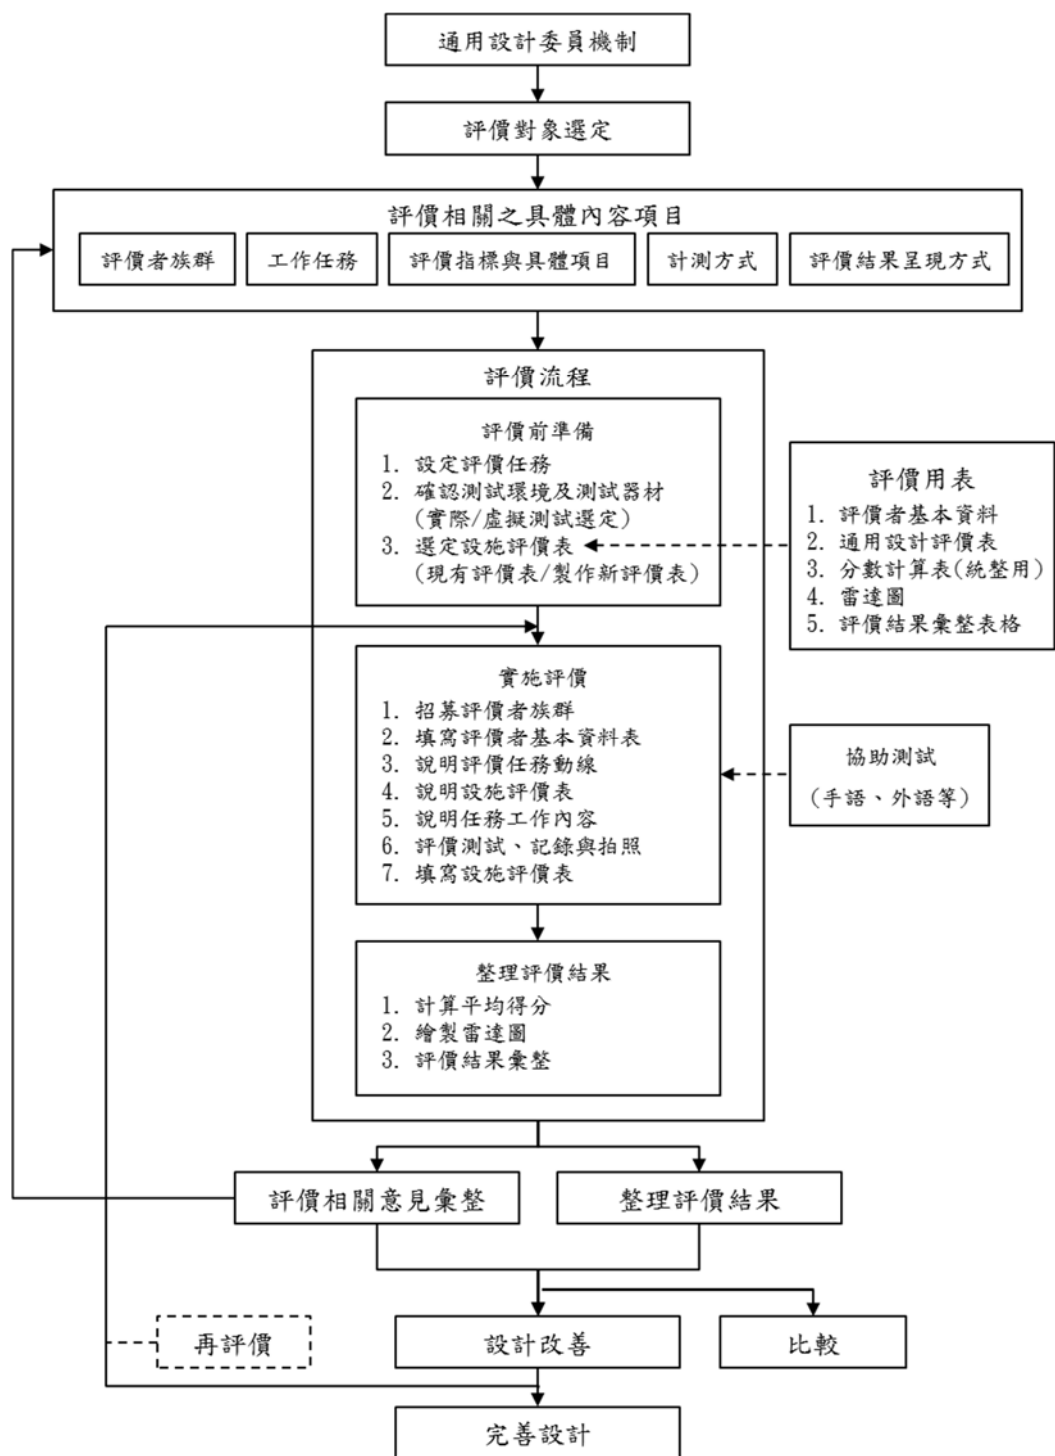 通用設計委員機制
評價對象選定
評價相關之具體內容項目
評價者族群
工作任務
評價指標與具體項目
計測方式
評價結果呈現方式
評價流程
評價前準備
1. 設定評價任務
2. 確認測試環境及測試器材
(實際/虛擬測試選定)
3. 選定設施評價表
(現有評價表/製作新評價表)
評價用表
1. 評價者基本資料
2. 通用設計評價表
3. 分數計算表(統整用)
4. 雷達圖
5. 評價結果彙整表格
實施評價
1. 招募評價者族群
2. 填寫評價者基本資料表
3. 說明評價任務動線
4. 說明設施評價表
5. 說明任務工作內容
6. 評價測試、記錄與拍照
7. 填寫設施評價表
協助測試
(手語、外語等)
整理評價結果
1. 計算平均得分
2. 繪製雷達圖
3. 評價結果彙整
評價相關意見彙整
整理評價結果
再評價
設計改善
比較
完善設計